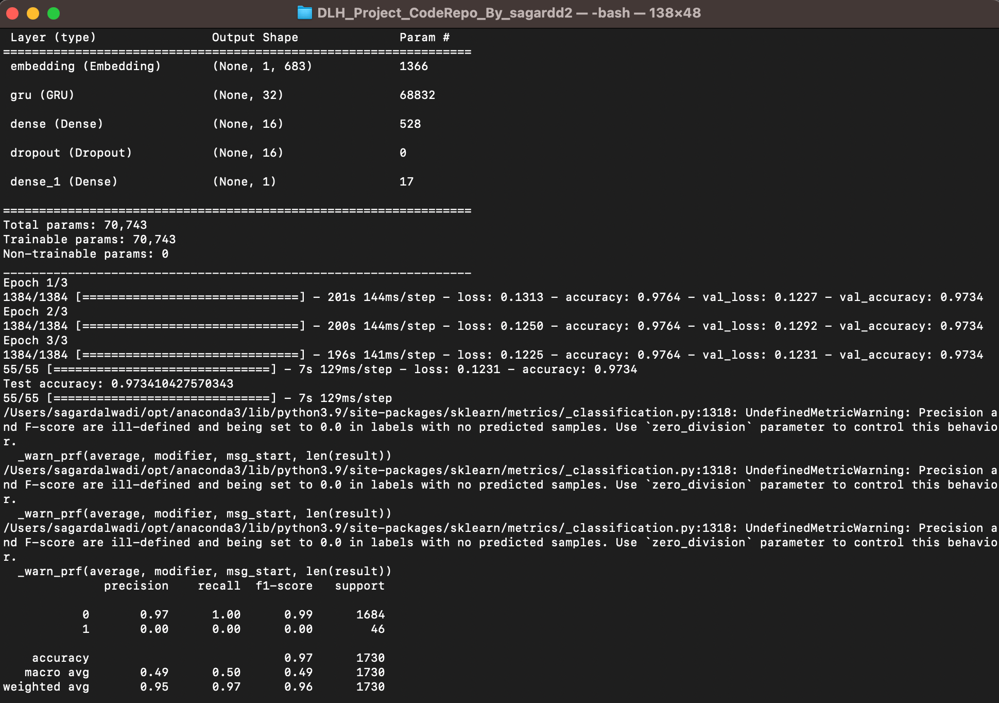 DLH_Project_CodeRepo_By_sagardd2 — -bash — 138×48
Layer (type) Output Shape Param #
=================================================================
embedding (Embedding) (None, 1, 683) 1366
gru (GRU) (None, 32) 68832
dense (Dense) (None, 16) 528
dropout (Dropout) (None, 16) 0
dense_1 (Dense) (None, 1) 17
=================================================================
Total params: 70,743
Trainable params: 70,743
Non-trainable params: 0
_________________________________________________________________
Epoch 1/3
1384/1384 [==============================] - 201s 144ms/step - loss: 0.1313 - accuracy: 0.9764 - val_loss: 0.1227 - val_accuracy: 0.9734
Epoch 2/3
1384/1384 [==============================] - 200s 144ms/step - loss: 0.1250 - accuracy: 0.9764 - val_loss: 0.1292 - val_accuracy: 0.9734
Epoch 3/3
1384/1384 [==============================] - 196s 141ms/step - loss: 0.1225 - accuracy: 0.9764 - val_loss: 0.1231 - val_accuracy: 0.9734
55/55 [==============================] - 7s 129ms/step - loss: 0.1231 - accuracy: 0.9734
Test accuracy: 0.973410427570343
55/55 [==============================] - 7s 129ms/step
/Users/sagardalwadi/opt/anaconda3/lib/python3.9/site-packages/sklearn/metrics/_classification.py:1318: UndefinedMetricWarning: Precision a
nd F-score are ill-defined and being set to 0.0 in labels with no predicted samples. Use `zero_division` parameter to control this behavio
r.
_warn_prf(average, modifier, msg_start, len(result))
/Users/sagardalwadi/opt/anaconda3/lib/python3.9/site-packages/sklearn/metrics/_classification.py:1318: UndefinedMetricWarning: Precision a
nd F-score are ill-defined and being set to 0.0 in labels with no predicted samples. Use `zero_division` parameter to control this behavio
r.
_warn_prf(average, modifier, msg_start, len(result))
/Users/sagardalwadi/opt/anaconda3/lib/python3.9/site-packages/sklearn/metrics/_classification.py:1318: UndefinedMetricWarning: Precision a
nd F-score are ill-defined and being set to 0.0 in labels with no predicted samples. Use `zero_division` parameter to control this behavio
r.
_warn_prf(average, modifier, msg_start, len(result))
precision recall f1-score support
0 0.97 1.00 0.99 1684
1 0.00 0.00 0.00 46
accuracy 0.97 1730
macro avg 0.49 0.50 0.49 1730
weighted avg 0.95 0.97 0.96 1730